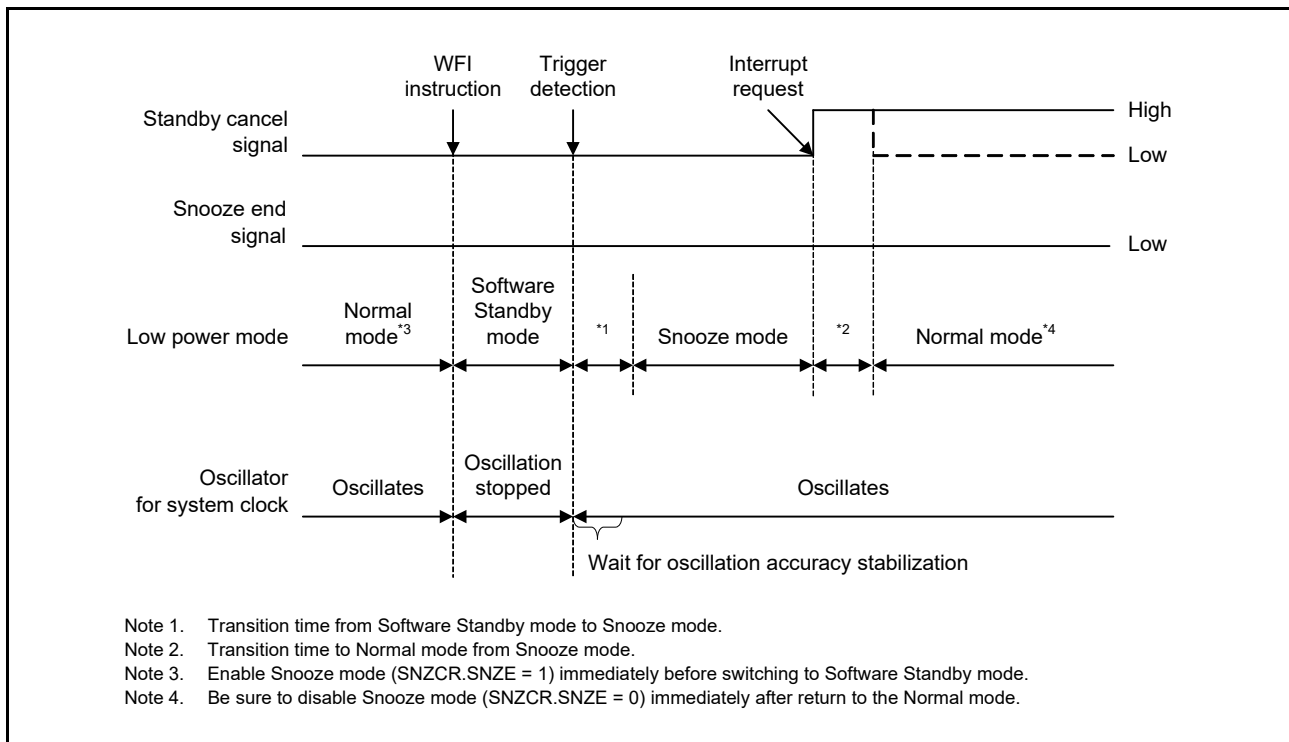 WFI
instruction
Trigger
detection
Interrupt
request
Standby cancel
signal
High
Low
Snooze end
signal
Low
Low power mode
Normal
mode*3
Software
Standby
mode
*1
Snooze mode
*2
Normal mode*4
Oscillator
for system clock
Oscillates
Oscillation
stopped
Oscillates
Wait for oscillation accuracy stabilization
Note 1. Transition time from Software Standby mode to Snooze mode.
Note 2. Transition time to Normal mode from Snooze mode.
Note 3. Enable Snooze mode (SNZCR.SNZE = 1) immediately before switching to Software Standby mode.
Note 4. Be sure to disable Snooze mode (SNZCR.SNZE = 0) immediately after return to the Normal mode.